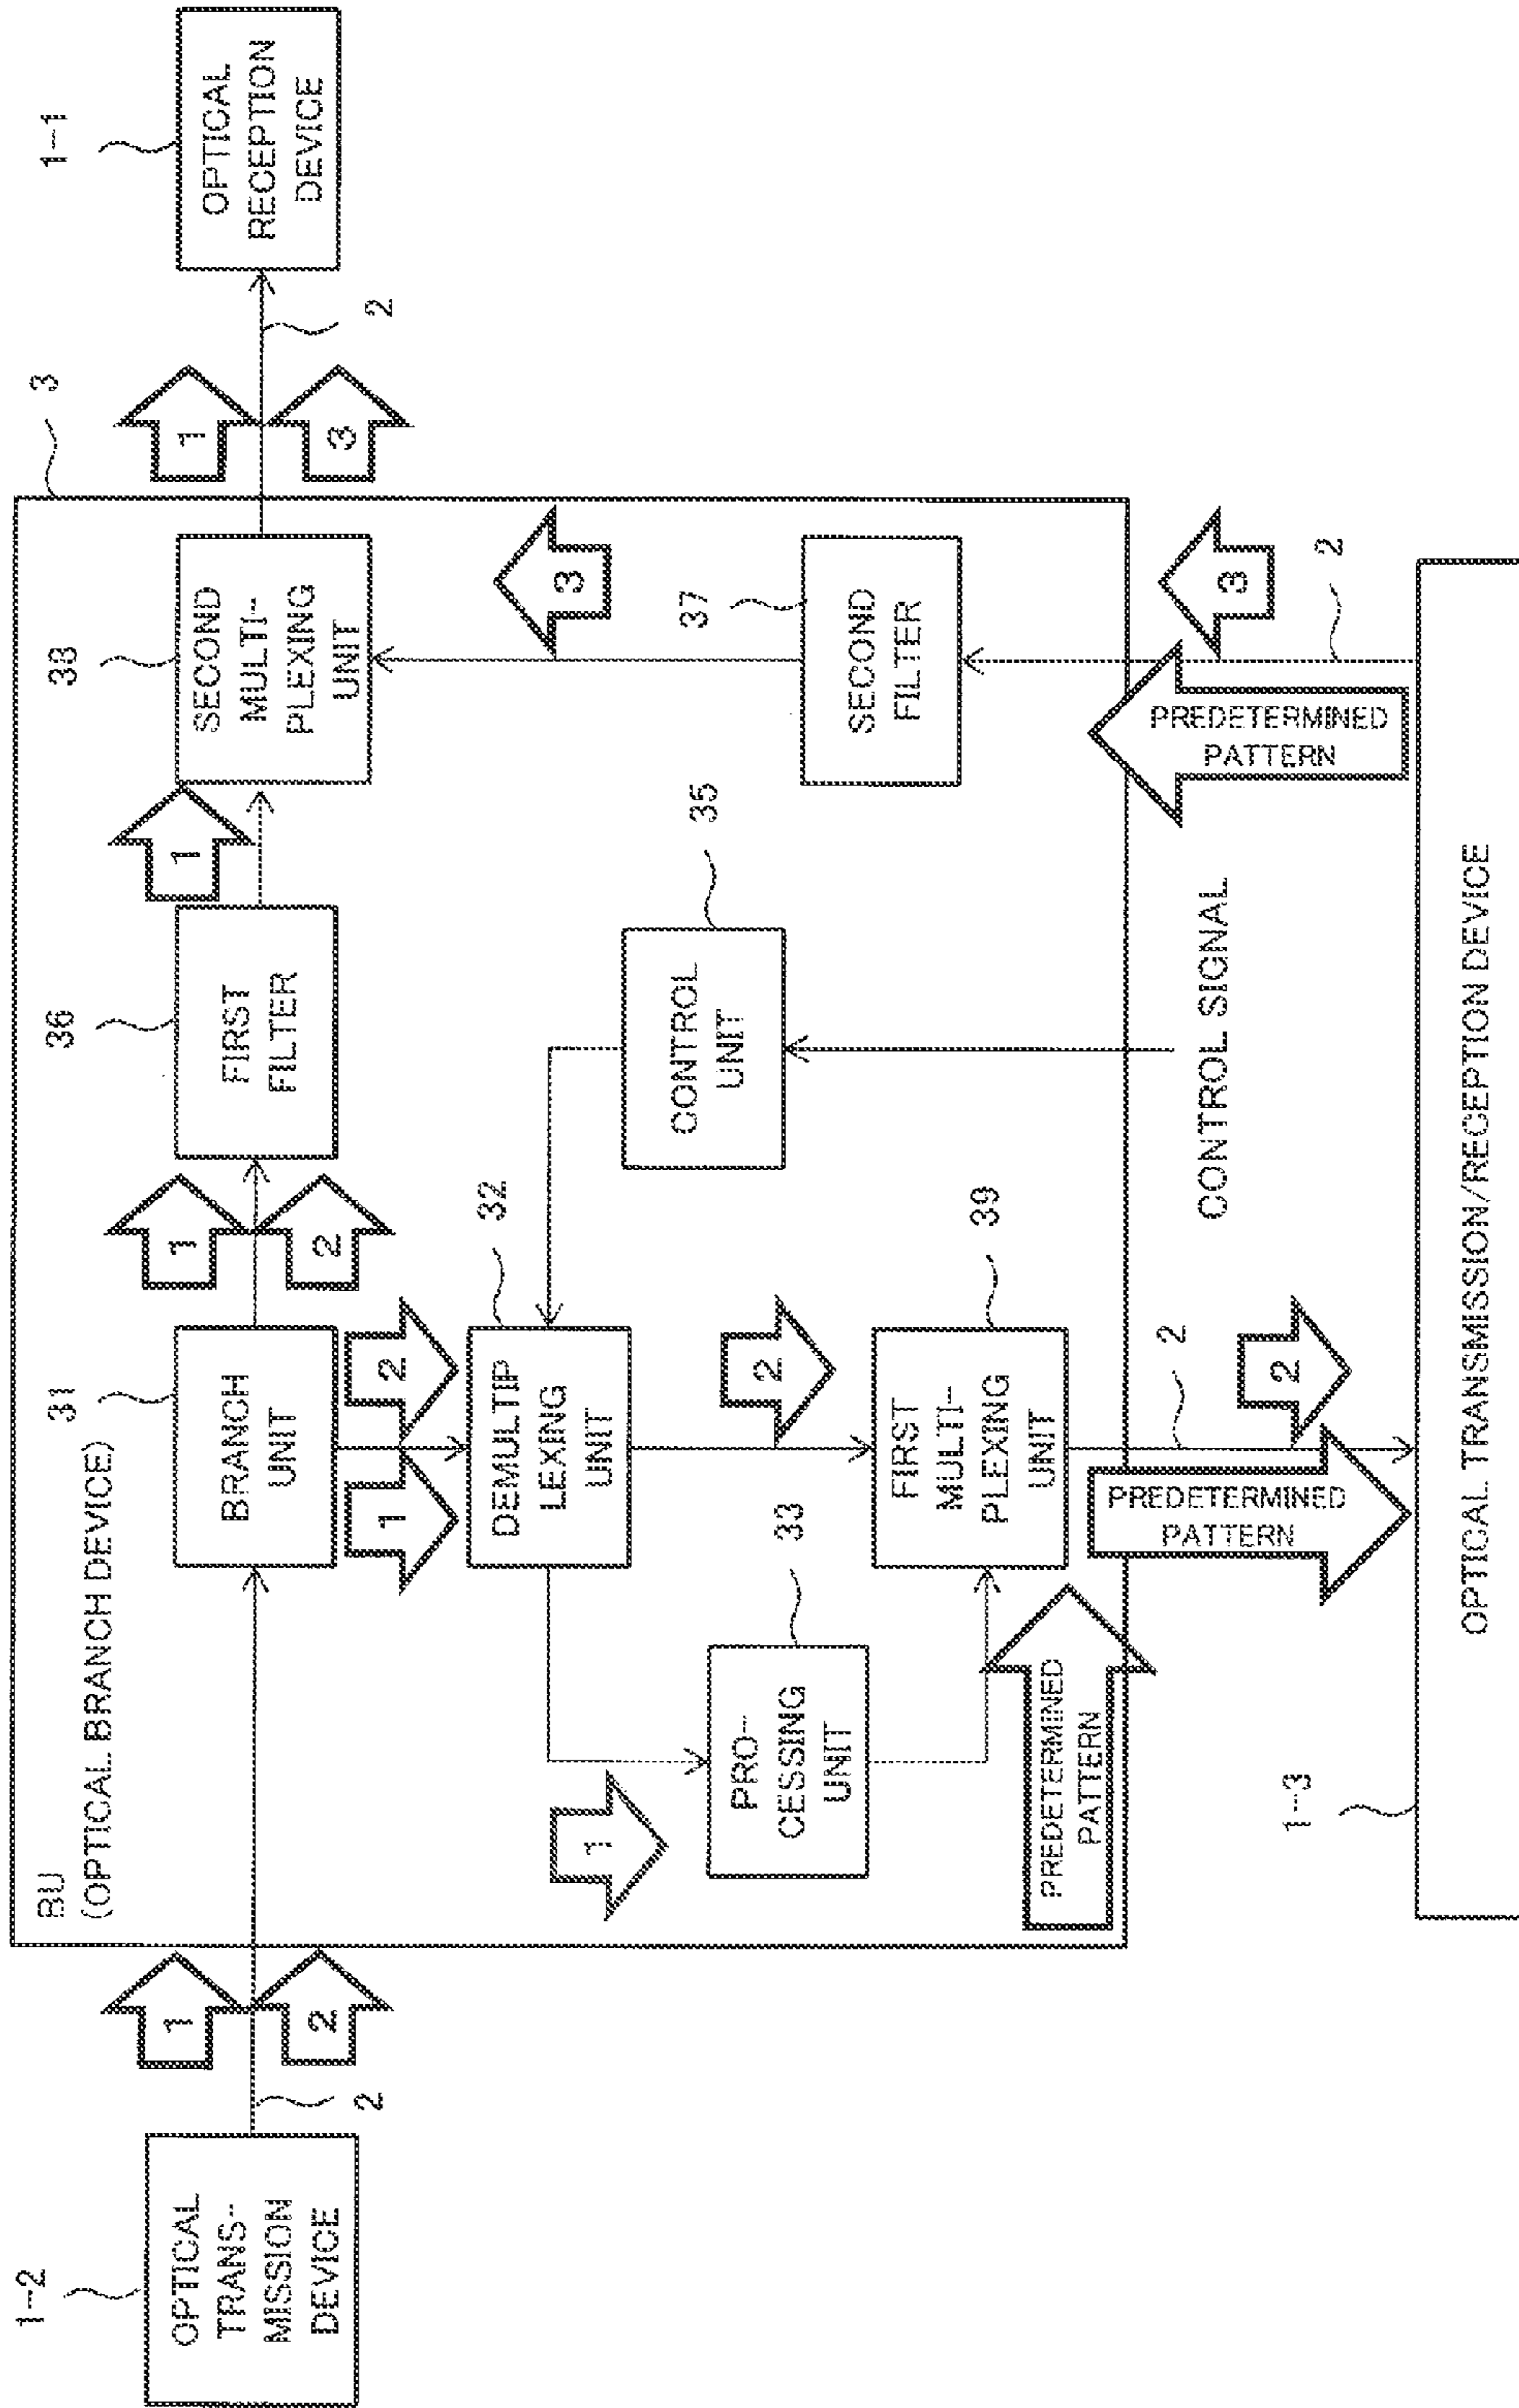 BU
(OPTICAL BRANCH DEVICE)
3
1-2
OPTICAL
TRANS-
MISSION
DEVICE
2
1
2
31
BRANCH
UNIT
1
2
36
FIRST
FILTER
1
38
SECOND
MULTI-
PLEXING
UNIT
1
3
2
1-1
OPTICAL
RECEPTION
DEVICE
1
2
32
DEMULTIP
LEXING
UNIT
1
2
33
PRO-
CESSING
UNIT
PREDETERMINED
PATTERN
39
FIRST
MULTI-
PLEXING
UNIT
35
CONTROL
UNIT
CONTROL SIGNAL
37
SECOND
FILTER
3
PREDETERMINED
PATTERN
2
2
PREDETERMINED
PATTERN
2
3
1-3
OPTICAL TRANSMISSION/RECEPTION DEVICE